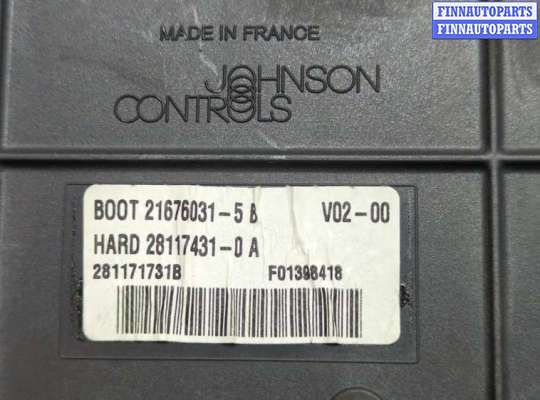 FINNAUTOPARTS
FINNAUTOPARTS
MADE IN FRANCE
JOHNSON
CONTROLS
BOOT 21676031-5 B V02-00
HARD 28117431-0 A
281171731B F01398418